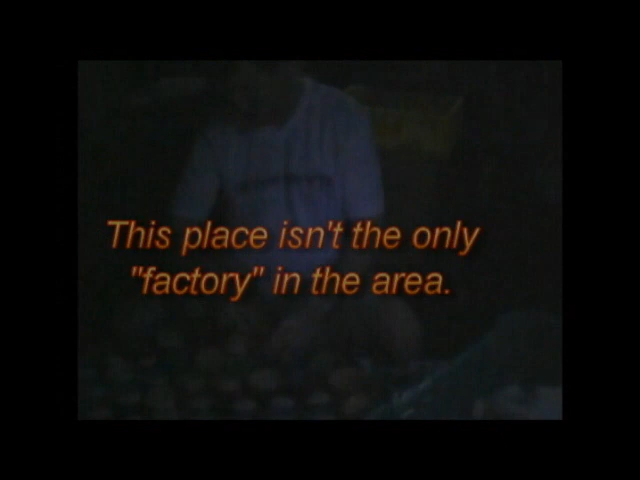 This place isn't the only
"factory" in the area.